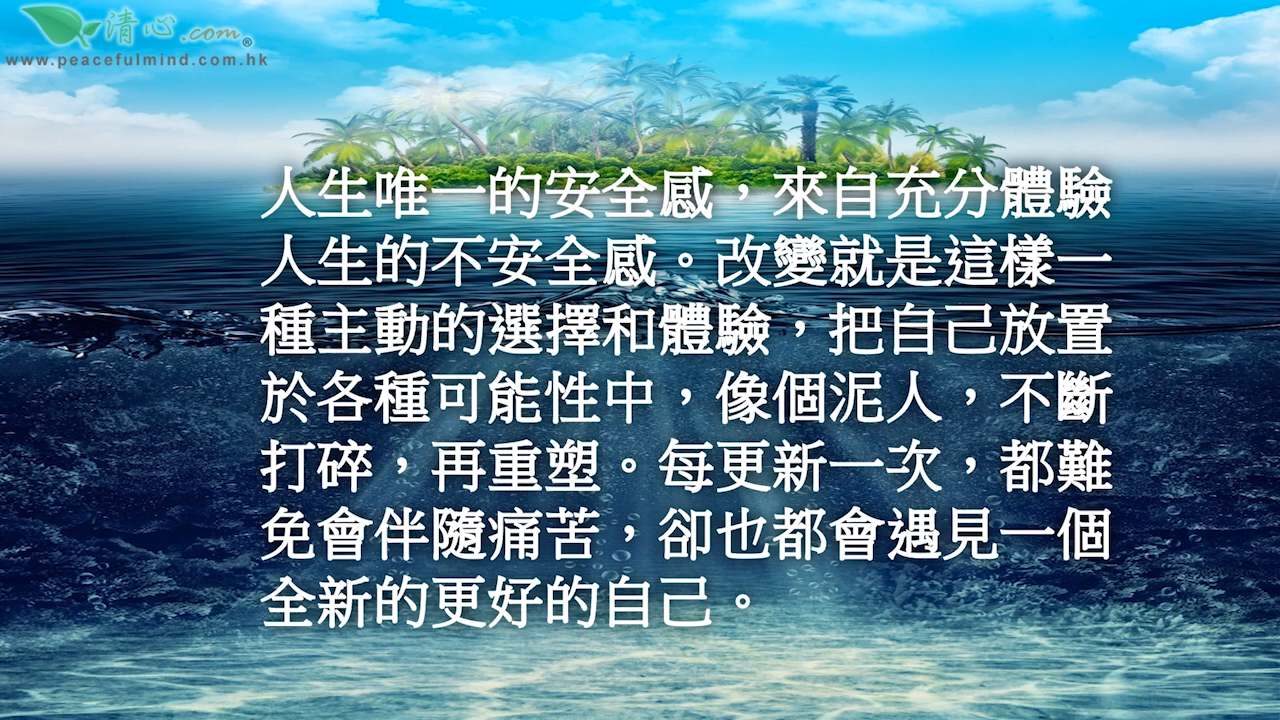 清心.com®
www.peacefulmind.com.hk
人生唯一的安全感，來自充分體驗
人生的不安全感。改變就是這樣一
種主動的選擇和體驗，把自己放置
於各種可能性中，像個泥人，不斷
打碎，再重塑。每更新一次，都難
免會伴隨痛苦，卻也都會遇見一個
全新的更好的自己。